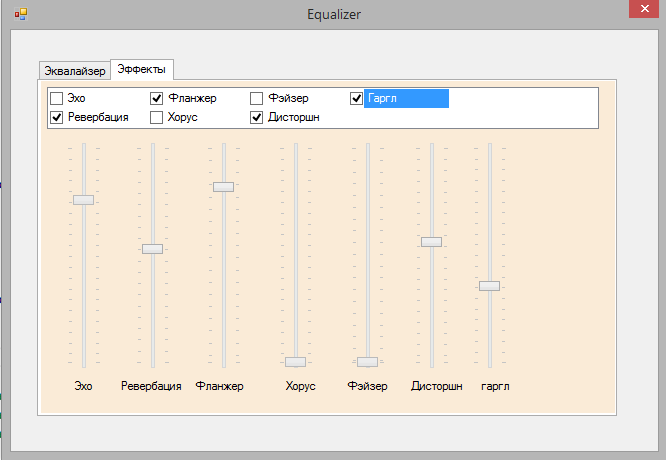 Equalizer
Эквалайзер Эффекты
Эхо Фланжер Фэйзер Гаргл
Ревербация Хорус Дисторшн
Эхо Ревербация Фланжер Хорус Фэйзер Дисторшн гаргл